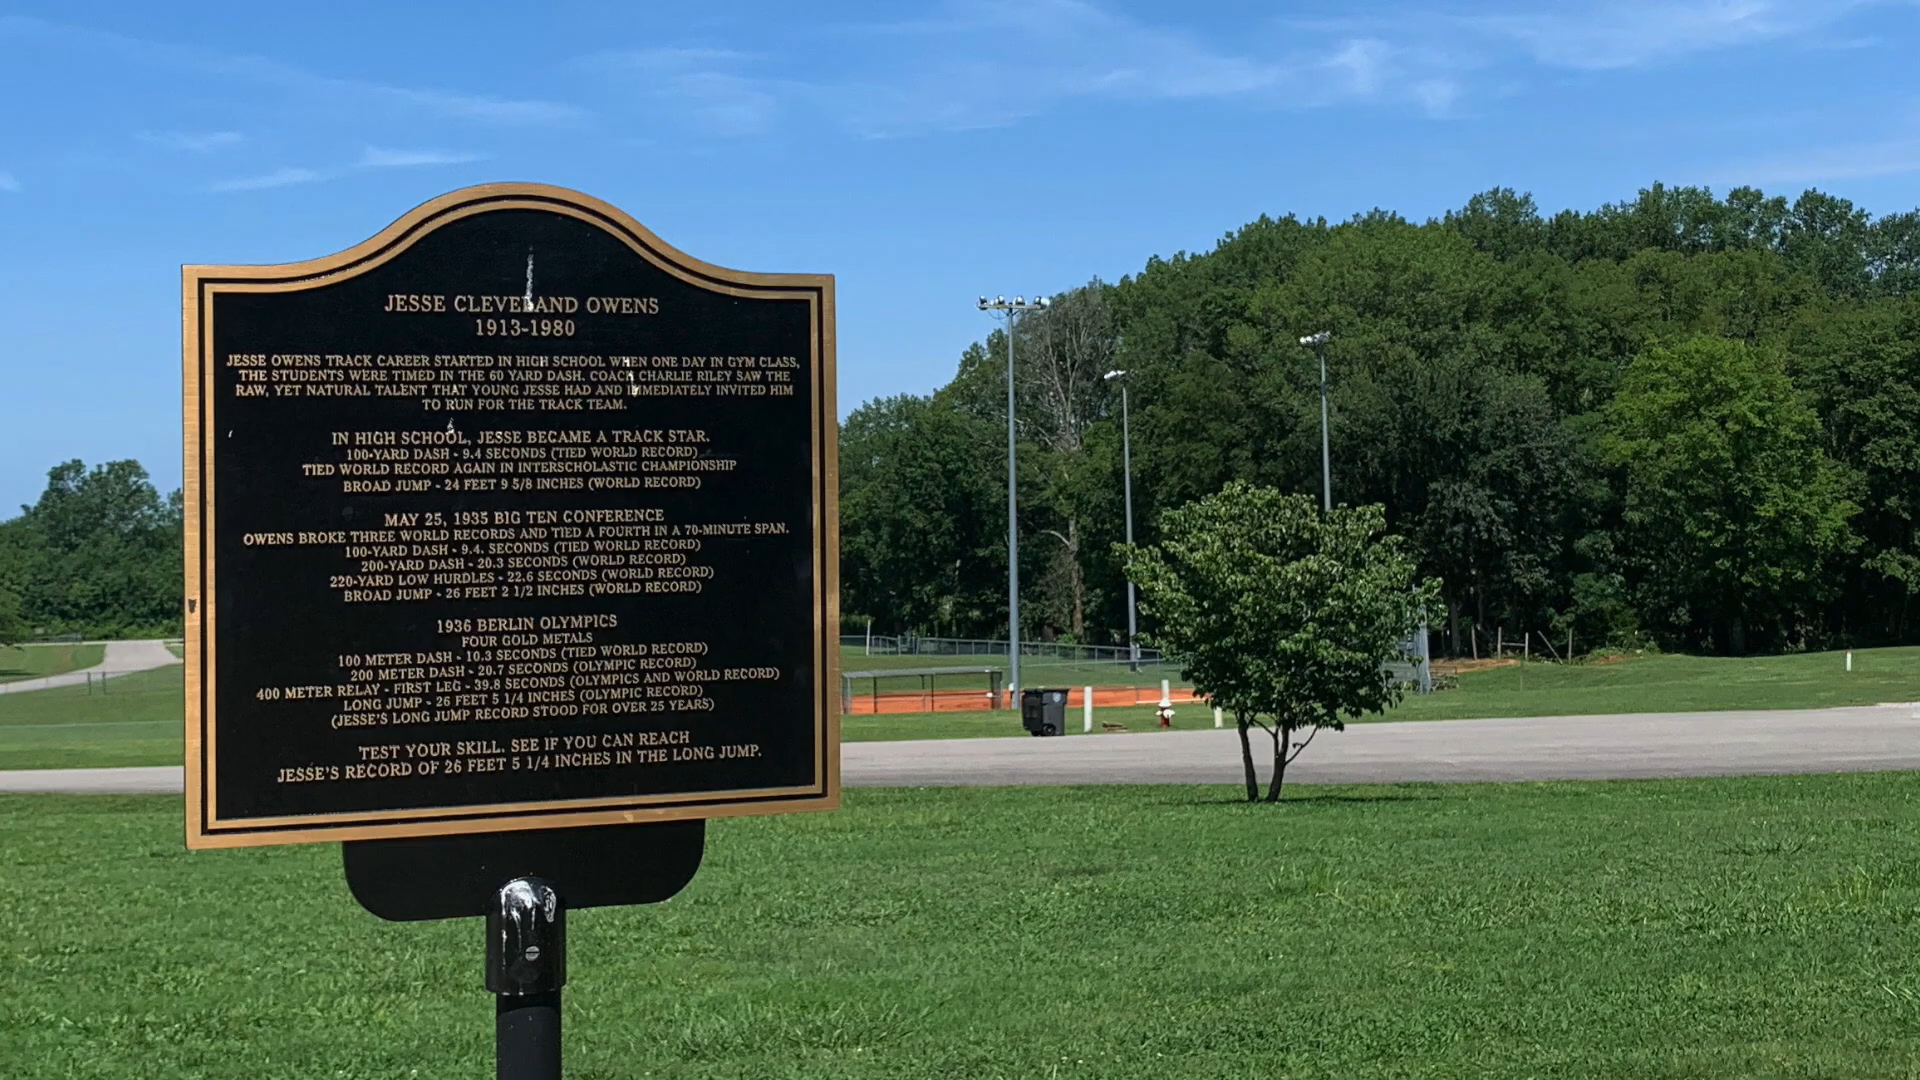 JESSE CLEVELAND OWENS
1913-1980
JESSE OWENS TRACK CAREER STARTED IN HIGH SCHOOL WHEN ONE DAY IN GYM CLASS,
THE STUDENTS WERE TIMED IN THE 60 YARD DASH. COACH CHARLIE RILEY SAW THE
RAW, YET NATURAL TALENT THAT YOUNG JESSE HAD AND IMMEDIATELY INVITED HIM
TO RUN FOR THE TRACK TEAM.
IN HIGH SCHOOL, JESSE BECAME A TRACK STAR.
100-YARD DASH - 9.4 SECONDS (TIED WORLD RECORD)
TIED WORLD RECORD AGAIN IN INTERSCHOLASTIC CHAMPIONSHIP
BROAD JUMP - 24 FEET 9 5/8 INCHES (WORLD RECORD)
MAY 25, 1935 BIG TEN CONFERENCE
OWENS BROKE THREE WORLD RECORDS AND TIED A FOURTH IN A 70-MINUTE SPAN.
100-YARD DASH - 9.4. SECONDS (TIED WORLD RECORD)
200-YARD DASH - 20.3 SECONDS (WORLD RECORD)
220-YARD LOW HURDLES - 22.6 SECONDS (WORLD RECORD)
BROAD JUMP - 26 FEET 2 1/2 INCHES (WORLD RECORD)
1936 BERLIN OLYMPICS
FOUR GOLD METALS
100 METER DASH - 10.3 SECONDS (TIED WORLD RECORD)
200 METER DASH - 20.7 SECONDS (OLYMPIC RECORD)
400 METER RELAY - FIRST LEG - 39.8 SECONDS (OLYMPICS AND WORLD RECORD)
LONG JUMP - 26 FEET 5 1/4 INCHES (OLYMPIC RECORD)
(JESSE'S LONG JUMP RECORD STOOD FOR OVER 25 YEARS)
TEST YOUR SKILL. SEE IF YOU CAN REACH
JESSE'S RECORD OF 26 FEET 5 1/4 INCHES IN THE LONG JUMP.